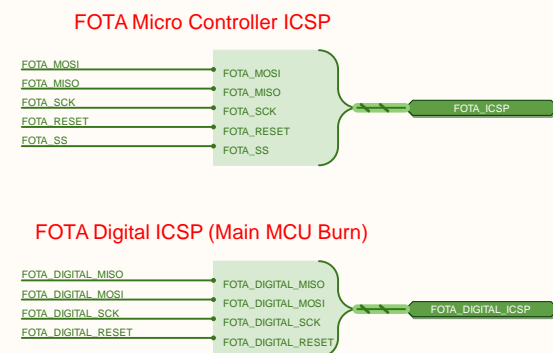 FOTA Micro Controller ICSP
FOTA_MOSI
FOTA_MISO
FOTA_SCK
FOTA_RESET
FOTA_SS
FOTA_MOSI
FOTA_MISO
FOTA_SCK
FOTA_RESET
FOTA_SS
FOTA_ICSP
FOTA Digital ICSP (Main MCU Burn)
FOTA_DIGITAL_MISO
FOTA_DIGITAL_MOSI
FOTA_DIGITAL_SCK
FOTA_DIGITAL_RESET
FOTA_DIGITAL_MISO
FOTA_DIGITAL_MOSI
FOTA_DIGITAL_SCK
FOTA_DIGITAL_RESET
FOTA_DIGITAL_ICSP